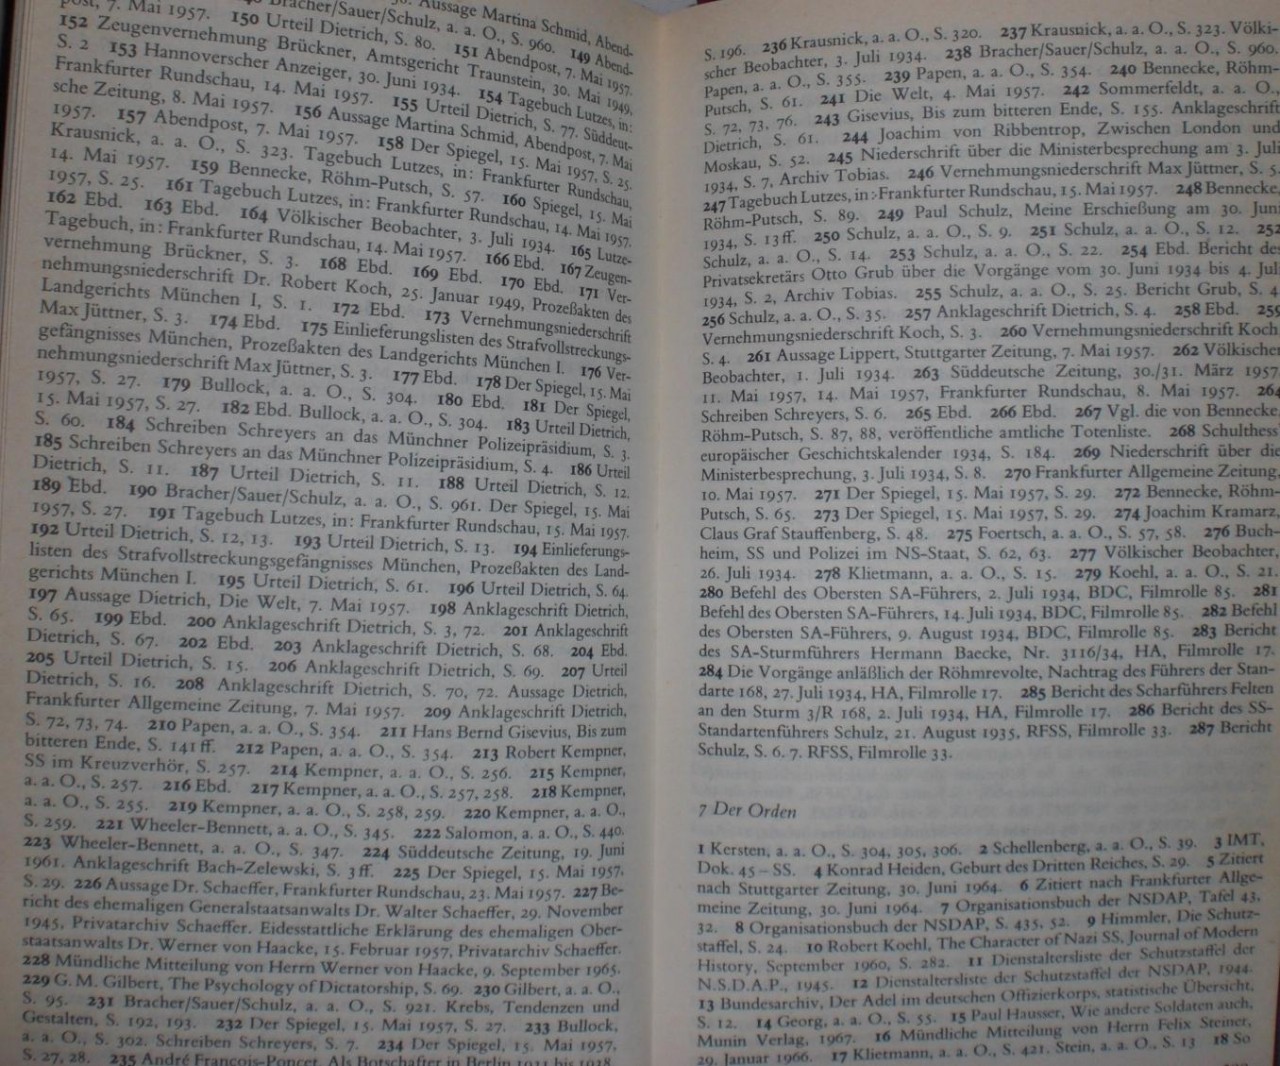 Aussage Martina Schmid, Abend-
post, 7. Mai 1957. Bracher/Sauer/Schulz, a. a. O., S. 960. 149 Abend-
post, 7. Mai 1957. 150 Urteil Dietrich, S. 80. 151 Abendpost, 7. Mai 1957.
152 Zeugenvernehmung Brückner, Amtsgericht Traunstein, 30. Mai 1949,
S. 2 153 Hannoverscher Anzeiger, 30. Juni 1934. 154 Tagebuch Lutzes, in:
Frankfurter Rundschau, 14. Mai 1957. 155 Urteil Dietrich, S. 77. Süddeut-
sche Zeitung, 8. Mai 1957. 156 Aussage Martina Schmid, Abendpost, 7. Mai
1957. 157 Abendpost, 7. Mai 1957. 158 Der Spiegel, 15. Mai 1957, S. 25.
Krausnick, a. a. O., S. 323. Tagebuch Lutzes, in: Frankfurter Rundschau,
14. Mai 1957. 159 Bennecke, Röhm-Putsch, S. 57. 160 Spiegel, 15. Mai
1957, S. 25. 161 Tagebuch Lutzes, in: Frankfurter Rundschau, 14. Mai 1957.
162 Ebd. 163 Ebd. 164 Völkischer Beobachter, 3. Juli 1934. 165 Lutze-
Tagebuch, in: Frankfurter Rundschau, 14. Mai 1957. 166 Ebd. 167 Zeugen-
vernehmung Brückner, S. 3. 168 Ebd. 169 Ebd. 170 Ebd. 171 Ver-
nehmungsniederschrift Dr. Robert Koch, 25. Januar 1949, Prozeßakten des
Landgerichts München I, S. 1. 172 Ebd. 173 Vernehmungsniederschrift
Max Jüttner, S. 3. 174 Ebd. 175 Einlieferungslisten des Strafvollstreckungs-
gefängnisses München, Prozeßakten des Landgerichts München I. 176 Ver-
nehmungsniederschrift Max Jüttner, S. 3. 177 Ebd. 178 Der Spiegel, 15. Mai
1957, S. 27. 179 Bullock, a. a. O., S. 304. 180 Ebd. 181 Der Spiegel,
15. Mai 1957, S. 27. 182 Ebd. Bullock, a. a. O., S. 304. 183 Urteil Dietrich,
S. 60. 184 Schreiben Schreyers an das Münchner Polizeipräsidium, S. 3.
185 Schreiben Schreyers an das Münchner Polizeipräsidium, S. 4. 186 Urteil
Dietrich, S. 11. 187 Urteil Dietrich, S. 11. 188 Urteil Dietrich, S. 12.
189 Ebd. 190 Bracher/Sauer/Schulz, a. a. O., S. 961. Der Spiegel, 15. Mai
1957, S. 27. 191 Tagebuch Lutzes, in: Frankfurter Rundschau, 15. Mai 1957.
192 Urteil Dietrich, S. 12, 13. 193 Urteil Dietrich, S. 13. 194 Einlieferungs-
listen des Strafvollstreckungsgefängnisses München, Prozeßakten des Land-
gerichts München I. 195 Urteil Dietrich, S. 61. 196 Urteil Dietrich, S. 64.
197 Aussage Dietrich, Die Welt, 7. Mai 1957. 198 Anklageschrift Dietrich,
S. 65. 199 Ebd. 200 Anklageschrift Dietrich, S. 3, 72. 201 Anklageschrift
Dietrich, S. 67. 202 Ebd. 203 Anklageschrift Dietrich, S. 68. 204 Ebd.
205 Urteil Dietrich, S. 15. 206 Anklageschrift Dietrich, S. 69. 207 Urteil
Dietrich, S. 16. 208 Anklageschrift Dietrich, S. 70, 72. Aussage Dietrich,
Frankfurter Allgemeine Zeitung, 7. Mai 1957. 209 Anklageschrift Dietrich,
S. 72, 73, 74. 210 Papen, a. a. O., S. 354. 211 Hans Bernd Gisevius, Bis zum
bitteren Ende, S. 141 ff. 212 Papen, a. a. O., S. 354. 213 Robert Kempner,
SS im Kreuzverhör, S. 257. 214 Kempner, a. a. O., S. 256. 215 Kempner,
a. a. O., S. 257. 216 Ebd. 217 Kempner, a. a. O., S. 257, 258. 218 Kempner,
a. a. O., S. 255. 219 Kempner, a. a. O., S. 258, 259. 220 Kempner, a. a. O.,
S. 259. 221 Wheeler-Bennett, a. a. O., S. 345. 222 Salomon, a. a. O., S. 440.
223 Wheeler-Bennett, a. a. O., S. 347. 224 Süddeutsche Zeitung, 19. Juni
1961. Anklageschrift Bach-Zelewski, S. 3 ff. 225 Der Spiegel, 15. Mai 1957,
S. 29. 226 Aussage Dr. Schaeffer, Frankfurter Rundschau, 23. Mai 1957. 227 Be-
richt des ehemaligen Generalstaatsanwalts Dr. Walter Schaeffer, 29. November
1945, Privatarchiv Schaeffer. Eidesstattliche Erklärung des ehemaligen Ober-
staatsanwalts Dr. Werner von Haacke, 15. Februar 1957, Privatarchiv Schaeffer.
228 Mündliche Mitteilung von Herrn Werner von Haacke, 9. September 1965.
229 G. M. Gilbert, The Psychology of Dictatorship, S. 69. 230 Gilbert, a. a. O.,
S. 95. 231 Bracher/Sauer/Schulz, a. a. O., S. 921. Krebs, Tendenzen und
Gestalten, S. 192, 193. 232 Der Spiegel, 15. Mai 1957, S. 27. 233 Bullock,
a. a. O., S. 302. Schreiben Schreyers, S. 7. 234 Der Spiegel, 15. Mai 1957,
S. 27, 28. 235 André François-Poncet, Als Botschafter in Berlin 1931 bis 1938
S. 196. 236 Krausnick, a. a. O., S. 320. 237 Krausnick, a. a. O., S. 323. Völki-
scher Beobachter, 3. Juli 1934. 238 Bracher/Sauer/Schulz, a. a. O., S. 960.
Papen, a. a. O., S. 355. 239 Papen, a. a. O., S. 354. 240 Bennecke, Röhm-
Putsch, S. 61. 241 Die Welt, 4. Mai 1957. 242 Sommerfeldt, a. a. O.,
S. 72, 73, 76. 243 Gisevius, Bis zum bitteren Ende, S. 155. Anklageschrift
Dietrich, S. 61. 244 Joachim von Ribbentrop, Zwischen London und
Moskau, S. 52. 245 Niederschrift über die Ministerbesprechung am 3. Juli
1934, S. 7, Archiv Tobias. 246 Vernehmungsniederschrift Max Jüttner, S. 5.
247 Tagebuch Lutzes, in: Frankfurter Rundschau, 15. Mai 1957. 248 Bennecke,
Röhm-Putsch, S. 89. 249 Paul Schulz, Meine Erschießung am 30. Juni
1934, S. 13 ff. 250 Schulz, a. a. O., S. 9. 251 Schulz, a. a. O., S. 12. 252
Schulz, a. a. O., S. 14. 253 Schulz, a. a. O., S. 22. 254 Ebd. Bericht des
Privatsekretärs Otto Grub über die Vorgänge vom 30. Juni 1934 bis 4. Juli
1934, S. 2, Archiv Tobias. 255 Schulz, a. a. O., S. 25. Bericht Grub, S. 4.
256 Schulz, a. a. O., S. 35. 257 Anklageschrift Dietrich, S. 4. 258 Ebd. 259
Vernehmungsniederschrift Koch, S. 3. 260 Vernehmungsniederschrift Koch,
S. 4. 261 Aussage Lippert, Stuttgarter Zeitung, 7. Mai 1957. 262 Völkischer
Beobachter, 1. Juli 1934. 263 Süddeutsche Zeitung, 30./31. März 1957,
11. Mai 1957, 14. Mai 1957, Frankfurter Rundschau, 8. Mai 1957. 264
Schreiben Schreyers, S. 6. 265 Ebd. 266 Ebd. 267 Vgl. die von Bennecke,
Röhm-Putsch, S. 87, 88, veröffentliche amtliche Totenliste. 268 Schulthess'
europäischer Geschichtskalender 1934, S. 184. 269 Niederschrift über die
Ministerbesprechung, 3. Juli 1934, S. 8. 270 Frankfurter Allgemeine Zeitung,
10. Mai 1957. 271 Der Spiegel, 15. Mai 1957, S. 29. 272 Bennecke, Röhm-
Putsch, S. 65. 273 Der Spiegel, 15. Mai 1957, S. 29. 274 Joachim Kramarz,
Claus Graf Stauffenberg, S. 48. 275 Foertsch, a. a. O., S. 57, 58. 276 Buch-
heim, SS und Polizei im NS-Staat, S. 62, 63. 277 Völkischer Beobachter,
26. Juli 1934. 278 Klietmann, a. a. O., S. 15. 279 Koehl, a. a. O., S. 21.
280 Befehl des Obersten SA-Führers, 2. Juli 1934, BDC, Filmrolle 85. 281
Befehl des Obersten SA-Führers, 14. Juli 1934, BDC, Filmrolle 85. 282 Befehl
des Obersten SA-Führers, 9. August 1934, BDC, Filmrolle 85. 283 Bericht
des SA-Sturmführers Hermann Baecke, Nr. 3116/34, HA, Filmrolle 17.
284 Die Vorgänge anläßlich der Röhmrevolte, Nachtrag des Führers der Stan-
darte 168, 27. Juli 1934, HA, Filmrolle 17. 285 Bericht des Scharführers Felten
an den Sturm 3/R 168, 2. Juli 1934, HA, Filmrolle 17. 286 Bericht des SS-
Standartenführers Schulz, 21. August 1935, RFSS, Filmrolle 33. 287 Bericht
Schulz, S. 6. 7. RFSS, Filmrolle 33.
7 Der Orden
1 Kersten, a. a. O., S. 304, 305, 306. 2 Schellenberg, a. a. O., S. 39. 3 IMT,
Dok. 45 – SS. 4 Konrad Heiden, Geburt des Dritten Reiches, S. 29. 5 Zitiert
nach Stuttgarter Zeitung, 30. Juni 1964. 6 Zitiert nach Frankfurter Allge-
meine Zeitung, 30. Juni 1964. 7 Organisationsbuch der NSDAP, Tafel 43,
32. 8 Organisationsbuch der NSDAP, S. 435, 52. 9 Himmler, Die Schutz-
staffel, S. 24. 10 Robert Koehl, The Character of Nazi SS, Journal of Modern
History, September 1960, S. 282. 11 Dienstaltersliste der Schutzstaffel der
N.S.D.A.P., 1945. 12 Dienstaltersliste der Schutzstaffel der NSDAP, 1944.
13 Bundesarchiv, Der Adel im deutschen Offizierkorps, statistische Übersicht,
S. 12. 14 Georg, a. a. O., S. 55. 15 Paul Hausser, Wie andere Soldaten auch,
Munin Verlag, 1967. 16 Mündliche Mitteilung von Herrn Felix Steiner,
29. Januar 1966. 17 Klietmann, a. a. O., S. 421. Stein, a. a. O., S. 13 18 So